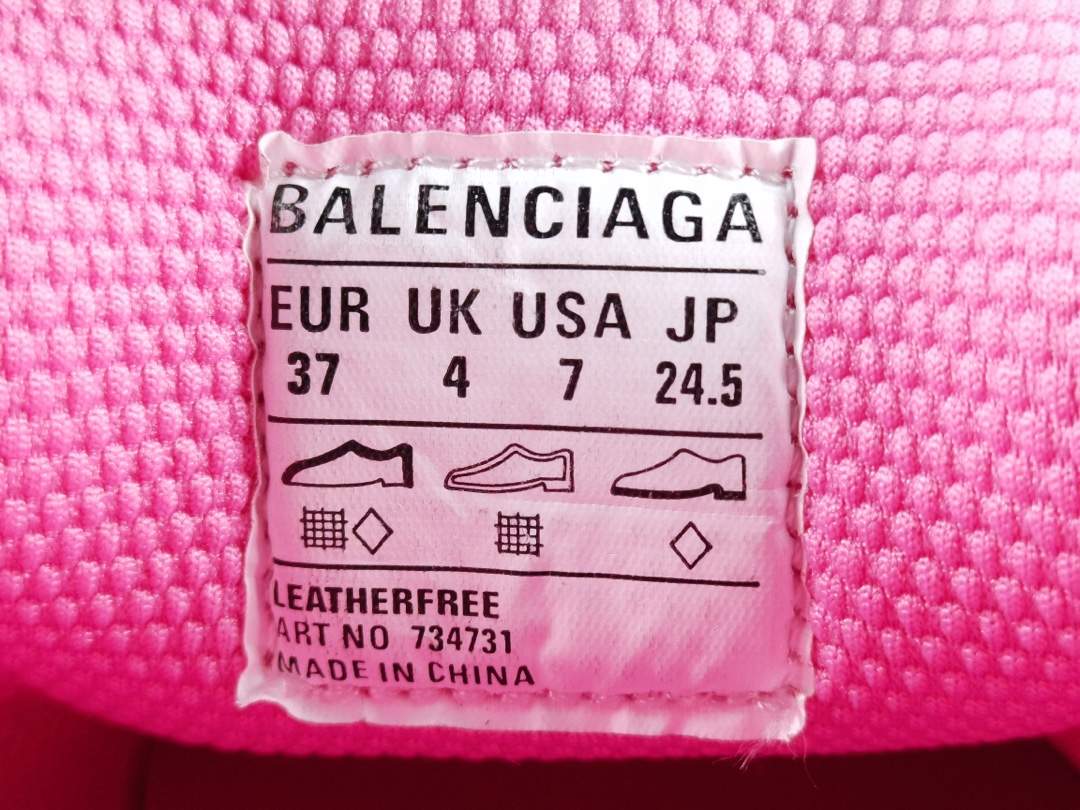 BALENCIAGA
EUR UK USA JP
37 4 7 24.5
LEATHERFREE
ART NO 734731
MADE IN CHINA